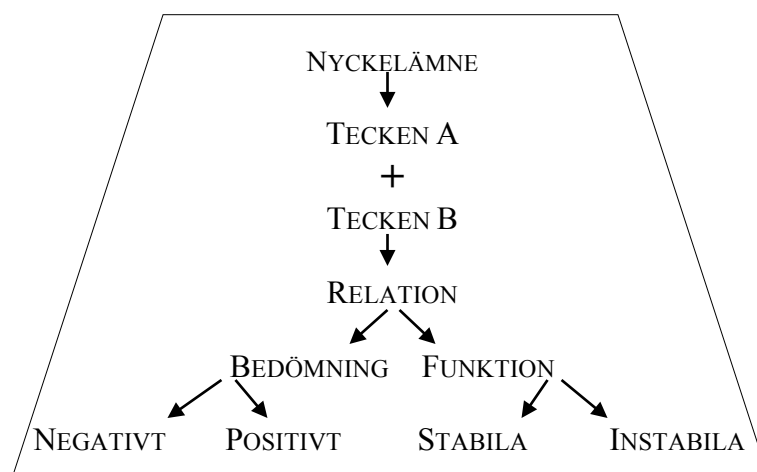 NYCKELÄMNE
TECKEN A
+
TECKEN B
RELATION
BEDÖMNING FUNKTION
NEGATIVT POSITIVT STABILA INSTABILA